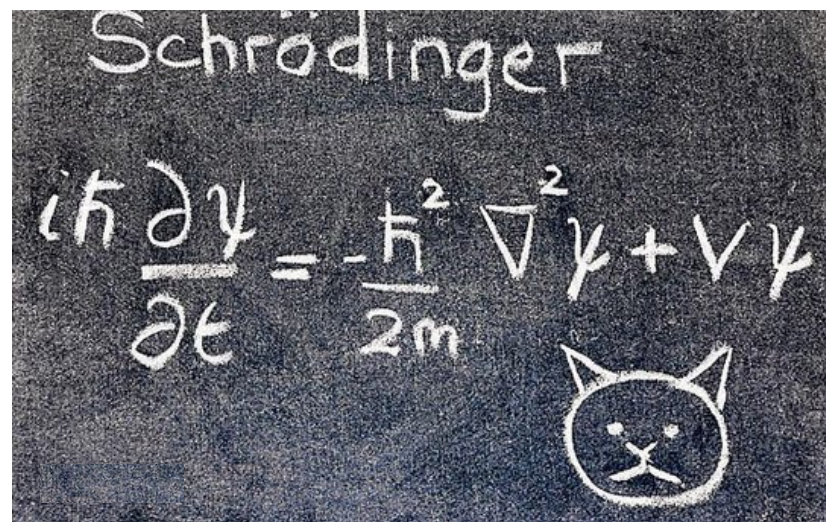 Schrödinger
iħ ∂ψ/∂t = -ħ²/2m ∇²ψ + Vψ